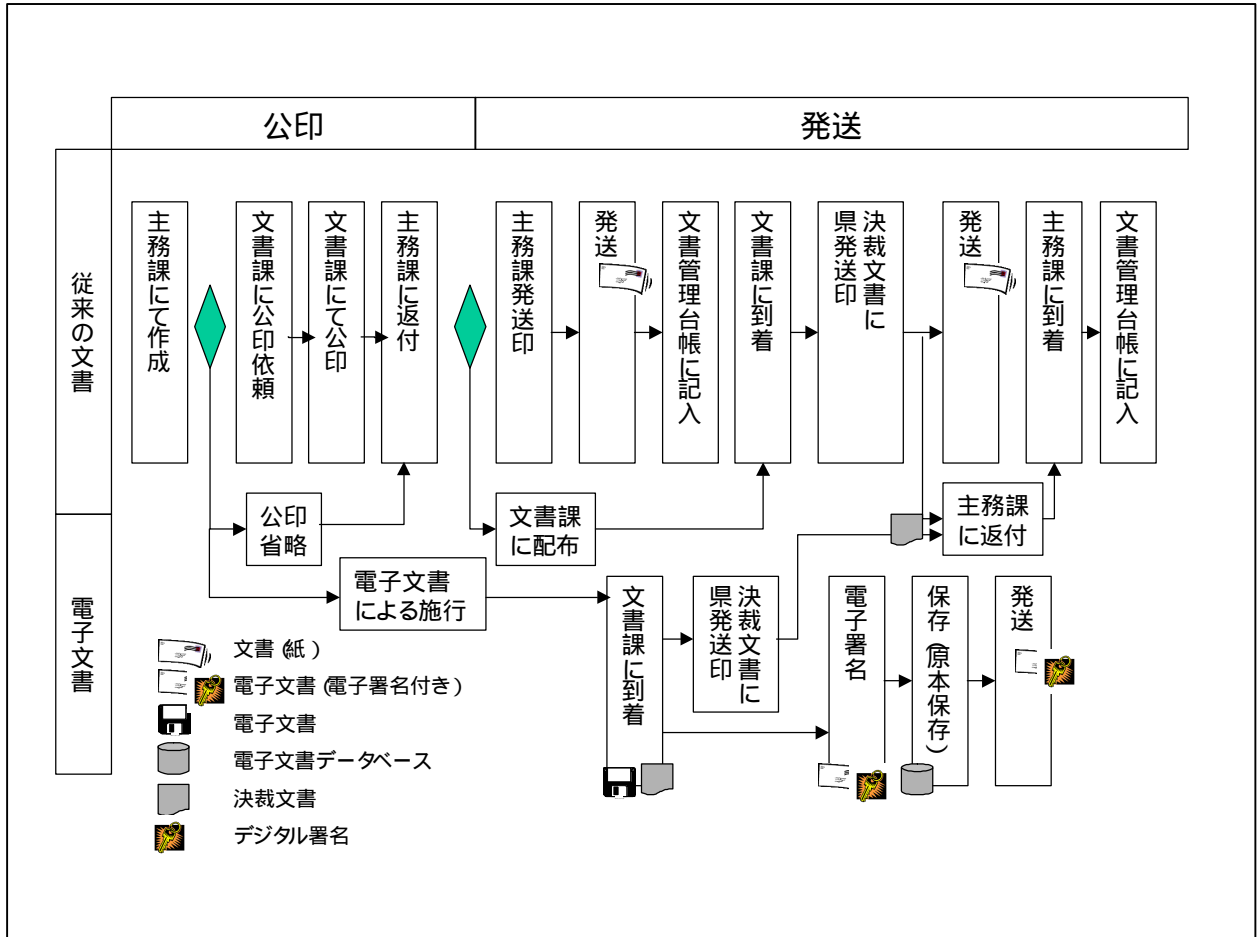 公印
発送
従来の文書
主務課にて作成
文書課に公印依頼
文書課にて公印
主務課に返付
主務課発送印
発送
文書管理台帳に記入
文書課に到着
決裁文書に
県発送印
発送
主務課に到着
文書管理台帳に記入
公印
省略
文書課
に配布
主務課
に返付
電子文書
電子文書
による施行
文書課に到着
決裁文書に
県発送印
電子署名
保存(原本保存)
発送
文書(紙)
電子文書(電子署名付き)
電子文書
電子文書データベース
決裁文書
デジタル署名